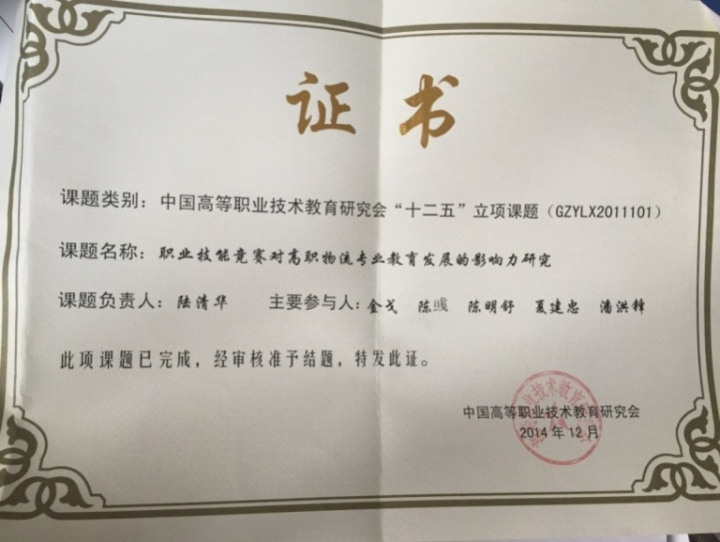 证书
课题类别：中国高等职业技术教育研究会“十二五”立项课题（GZYLX2011101）
课题名称：职业技能竞赛对高职物流专业教育发展的影响力研究
课题负责人：陆清华 主要参与人：金戈 陈彧 陈明舒 夏建忠 潘洪锋
此项课题已完成，经审核准予结题，特发此证。
中国高等职业技术教育研究会
2014年12月